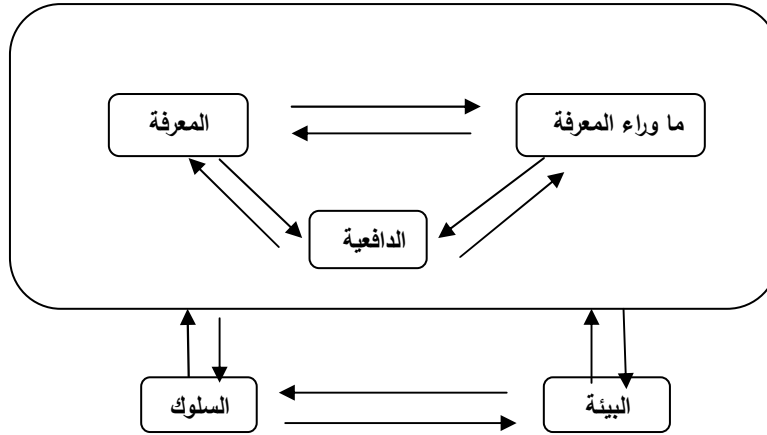 ما وراء المعرفة
المعرفة
الدافعية
البيئة
السلوك